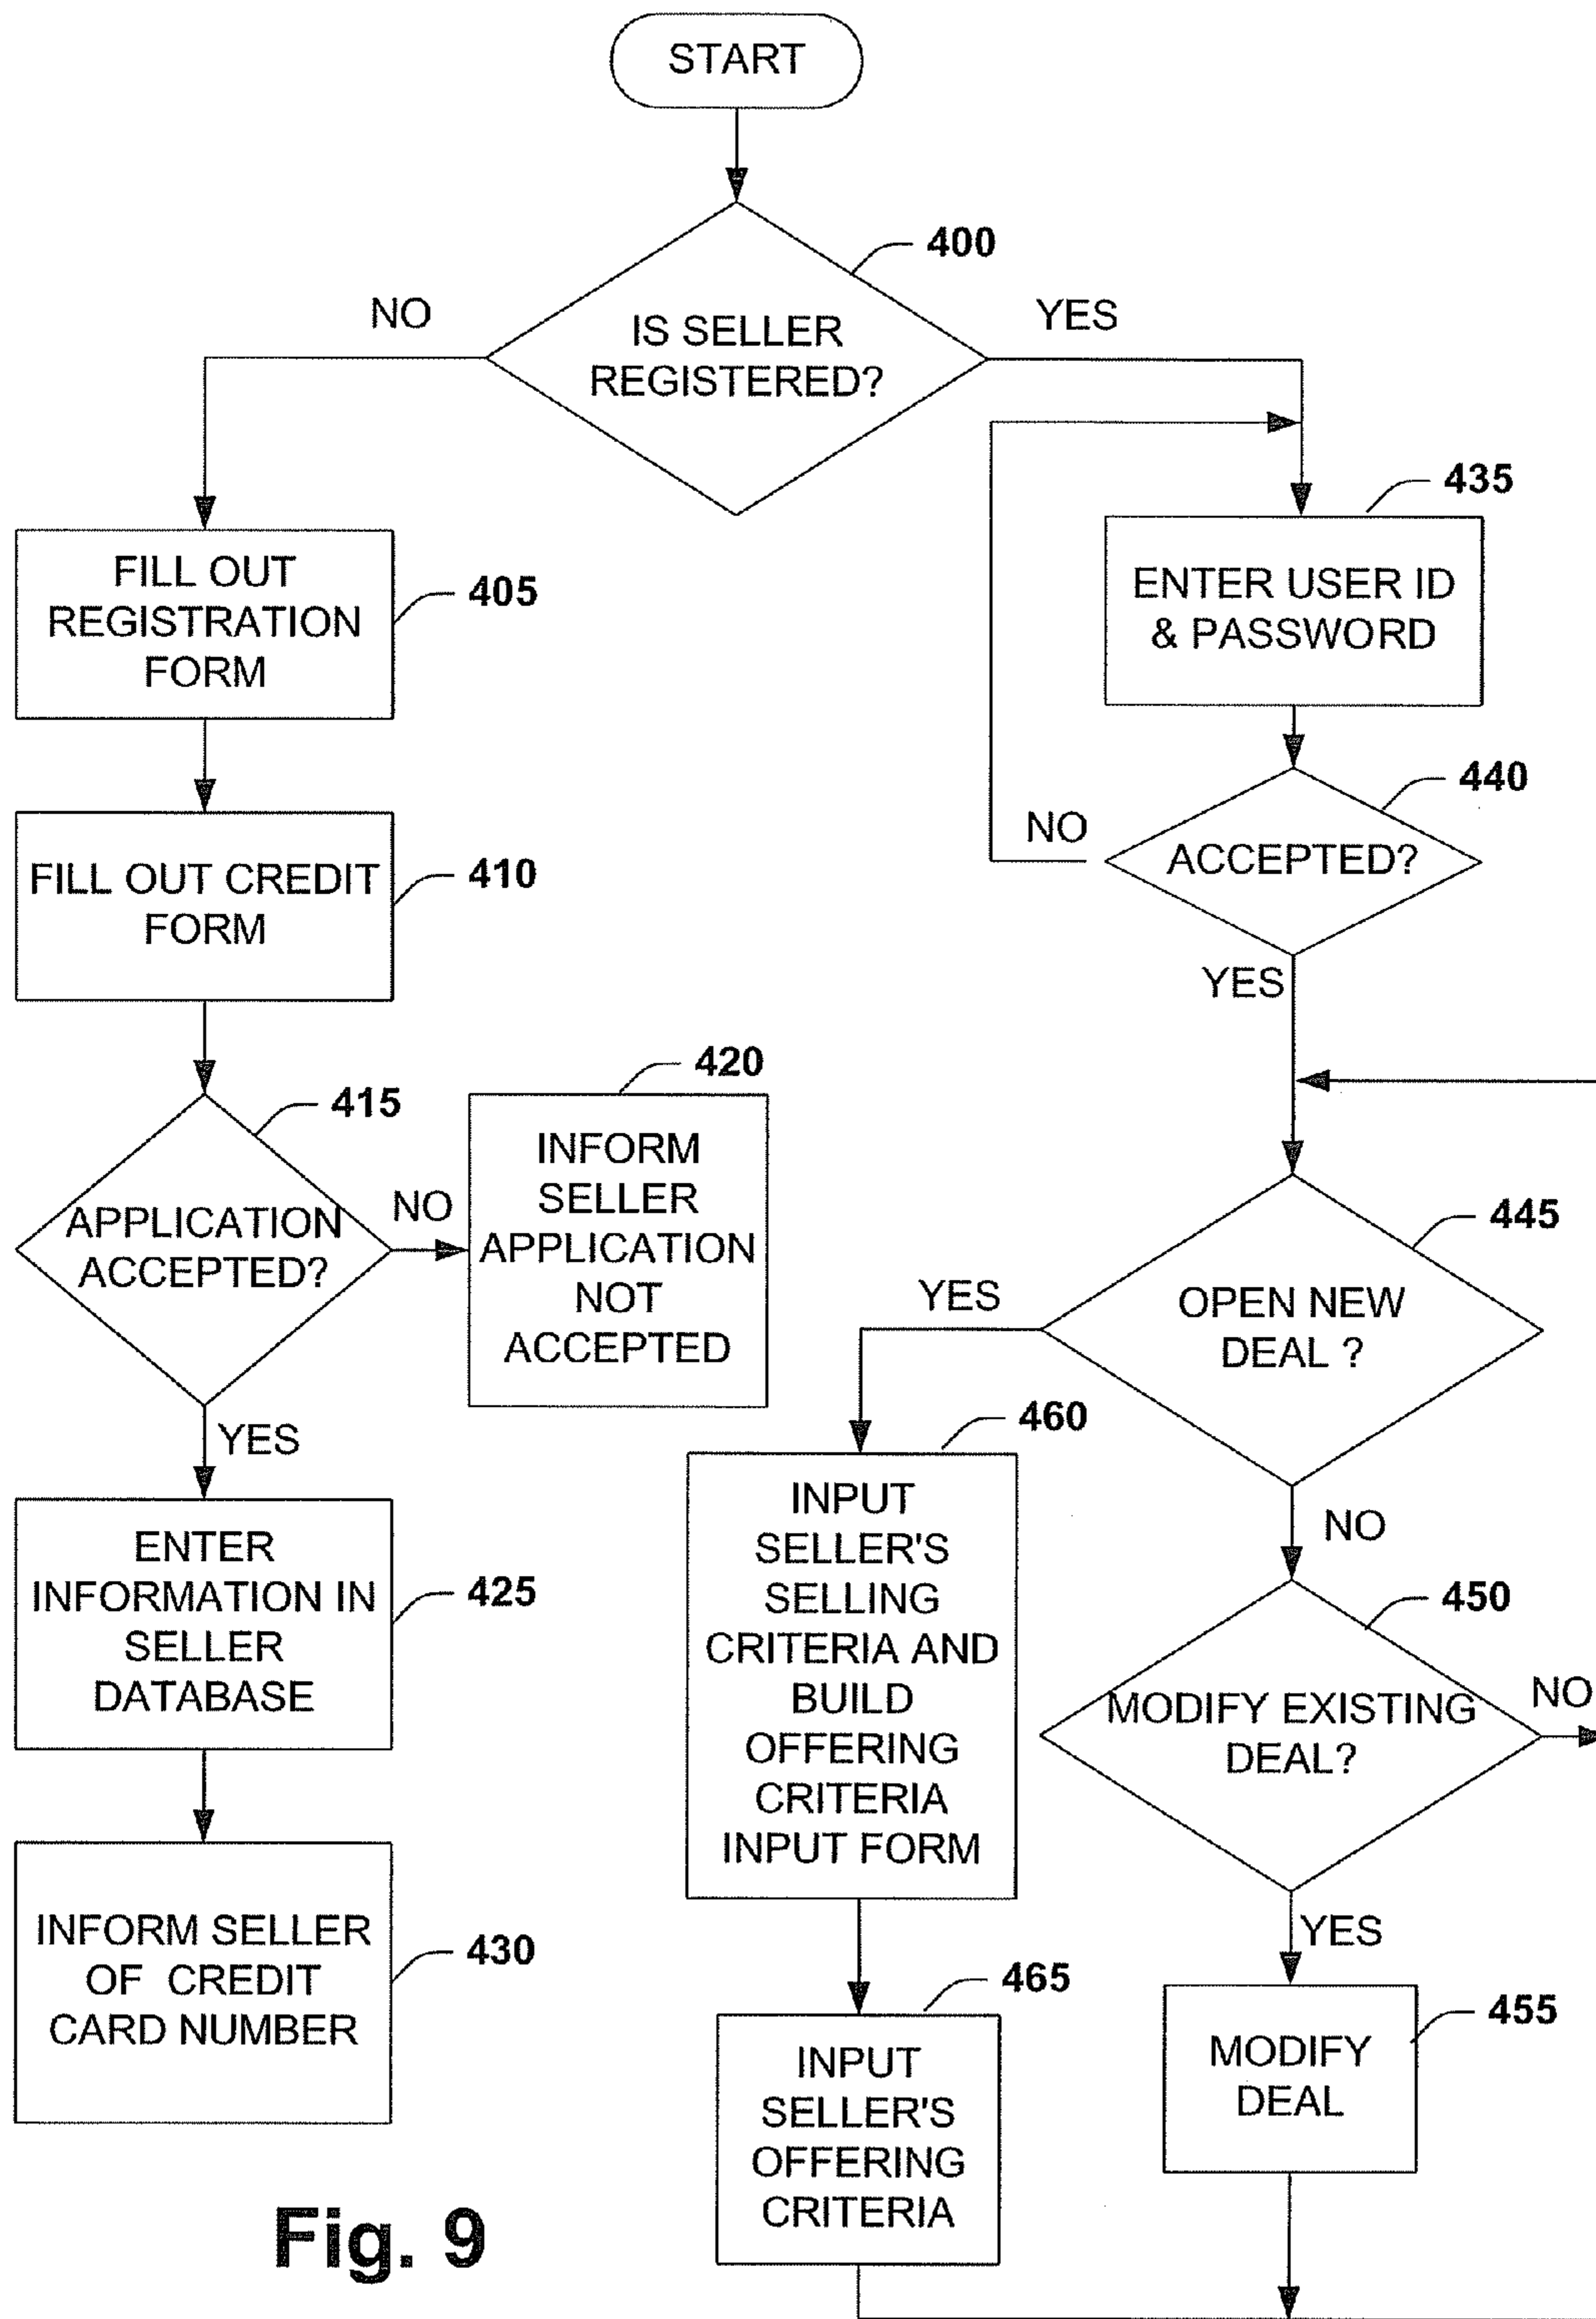 START
400
NO
IS SELLER
REGISTERED?
YES
FILL OUT
REGISTRATION
FORM
405
FILL OUT CREDIT
FORM
410
415
APPLICATION
ACCEPTED?
NO
420
INFORM
SELLER
APPLICATION
NOT
ACCEPTED
YES
ENTER
INFORMATION IN
SELLER
DATABASE
425
INFORM SELLER
OF CREDIT
CARD NUMBER
430
435
ENTER USER ID
& PASSWORD
440
NO
ACCEPTED?
YES
445
YES
OPEN NEW
DEAL ?
460
INPUT
SELLER'S
SELLING
CRITERIA AND
BUILD
OFFERING
CRITERIA
INPUT FORM
NO
450
MODIFY EXISTING
DEAL?
NO
YES
465
INPUT
SELLER'S
OFFERING
CRITERIA
455
MODIFY
DEAL
Fig. 9